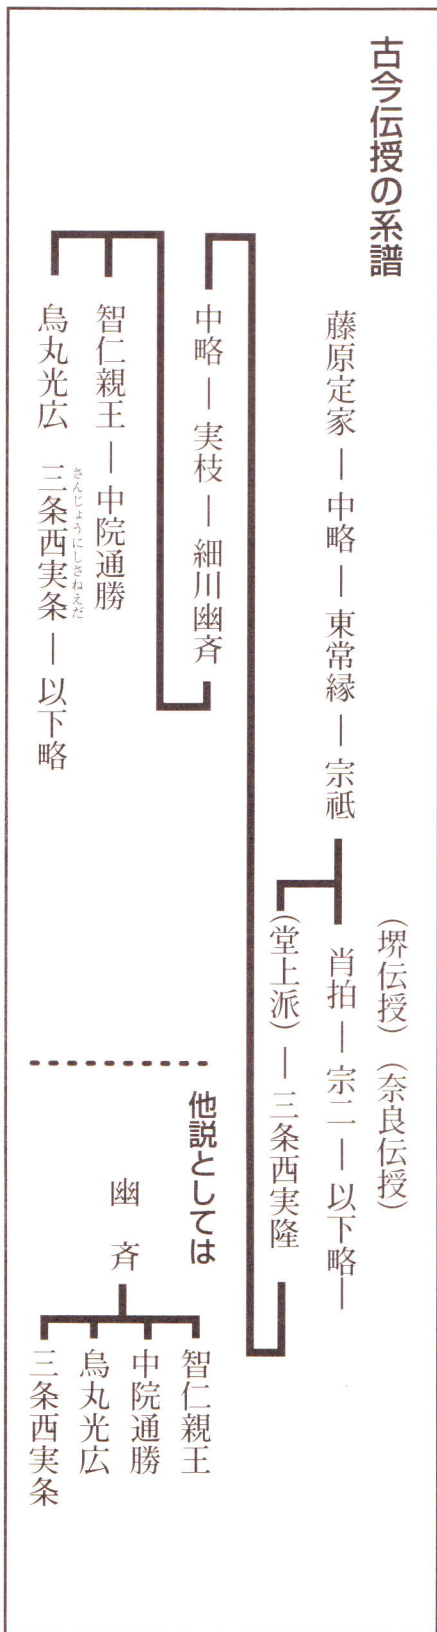 古今伝授の系譜
(堺伝授) (奈良伝授)
藤原定家 ― 中略 ― 東常縁 ― 宗祇
肖拍 ― 宗二 ― 以下略―
(堂上派) ― 三条西実隆
中略 ― 実枝 ― 細川幽斉
智仁親王 ― 中院通勝
烏丸光広 三条西実条 ― 以下略
さんじょうにしさねえだ
他説としては
幽 斉
智仁親王
中院通勝
烏丸光広
三条西実条